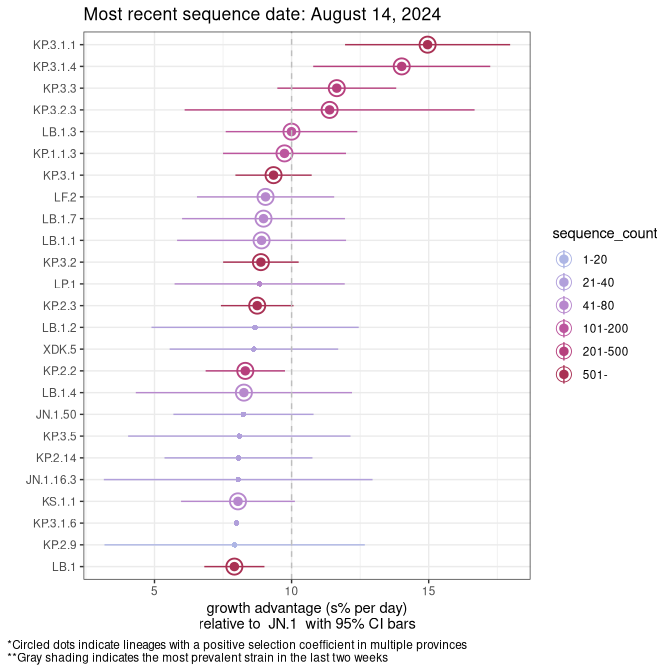 Most recent sequence date: August 14, 2024
KP.3.1.1
KP.3.1.4
KP.3.3
KP.3.2.3
LB.1.3
KP.1.1.3
KP.3.1
LF.2
LB.1.7
LB.1.1
KP.3.2
LP.1
KP.2.3
LB.1.2
XDK.5
KP.2.2
LB.1.4
JN.1.50
KP.3.5
KP.2.14
JN.1.16.3
KS.1.1
KP.3.1.6
KP.2.9
LB.1
5 10 15
growth advantage (s% per day)
relative to JN.1 with 95% CI bars
sequence_count
1-20
21-40
41-80
101-200
201-500
501-
*Circled dots indicate lineages with a positive selection coefficient in multiple provinces
**Gray shading indicates the most prevalent strain in the last two weeks